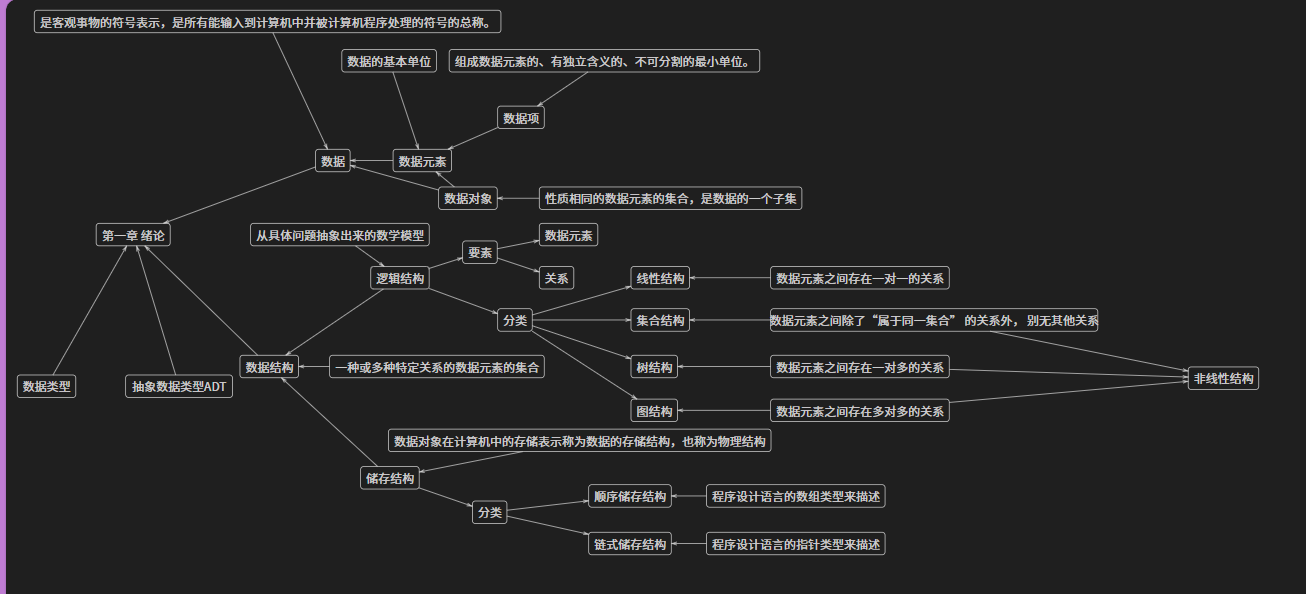 是客观事物的符号表示，是所有能输入到计算机中并被计算机程序处理的符号的总称。
数据的基本单位
组成数据元素的、有独立含义的、不可分割的最小单位。
数据项
数据
数据元素
数据对象
性质相同的数据元素的集合，是数据的一个子集
第一章 绪论
从具体问题抽象出来的数学模型
数据元素
要素
逻辑结构
关系
线性结构
数据元素之间存在一对一的关系
分类
集合结构
数据元素之间除了“属于同一集合” 的关系外， 别无其他关系
数据结构
一种或多种特定关系的数据元素的集合
树结构
数据元素之间存在一对多的关系
非线性结构
数据类型
抽象数据类型ADT
图结构
数据元素之间存在多对多的关系
数据对象在计算机中的存储表示称为数据的存储结构，也称为物理结构
储存结构
顺序储存结构
程序设计语言的数组类型来描述
分类
链式储存结构
程序设计语言的指针类型来描述